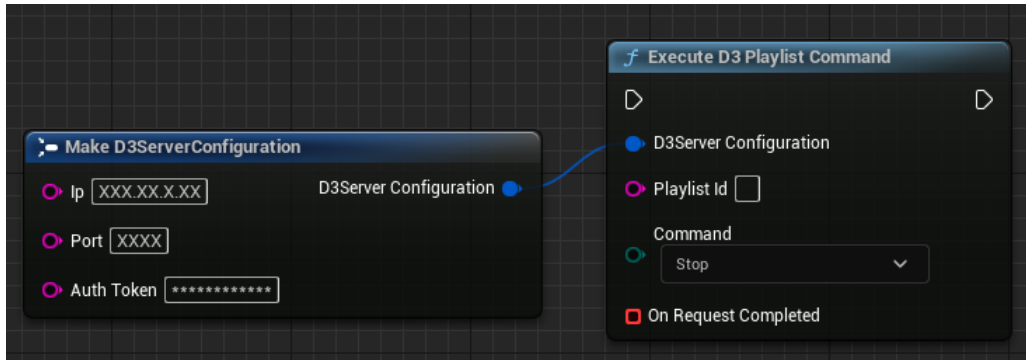 Execute D3 Playlist Command
D3Server Configuration
Playlist Id
Command
Stop
On Request Completed
Make D3ServerConfiguration
Ip XXX.XX.X.XX D3Server Configuration
Port XXXX
Auth Token ************